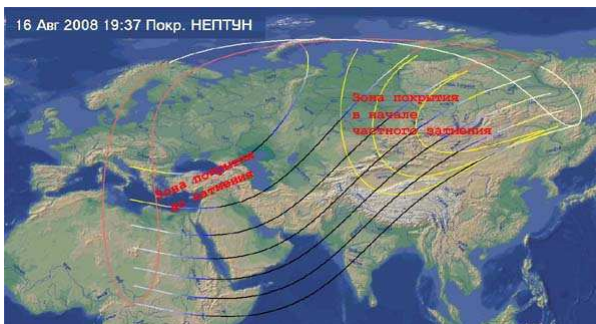 16 Авг 2008 19:37 Покр. НЕПТУН
Зона покрытия
в начале
частного затмения
Зона покрытия
до затмения